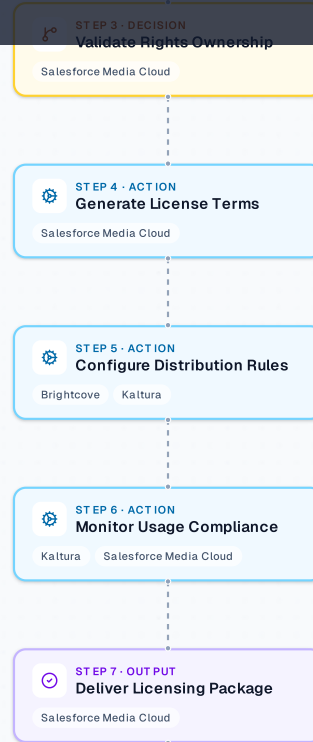 STEP 3 · DECISION
Validate Rights Ownership
Salesforce Media Cloud
STEP 4 · ACTION
Generate License Terms
Salesforce Media Cloud
STEP 5 · ACTION
Configure Distribution Rules
Brightcove Kaltura
STEP 6 · ACTION
Monitor Usage Compliance
Kaltura Salesforce Media Cloud
STEP 7 · OUTPUT
Deliver Licensing Package
Salesforce Media Cloud